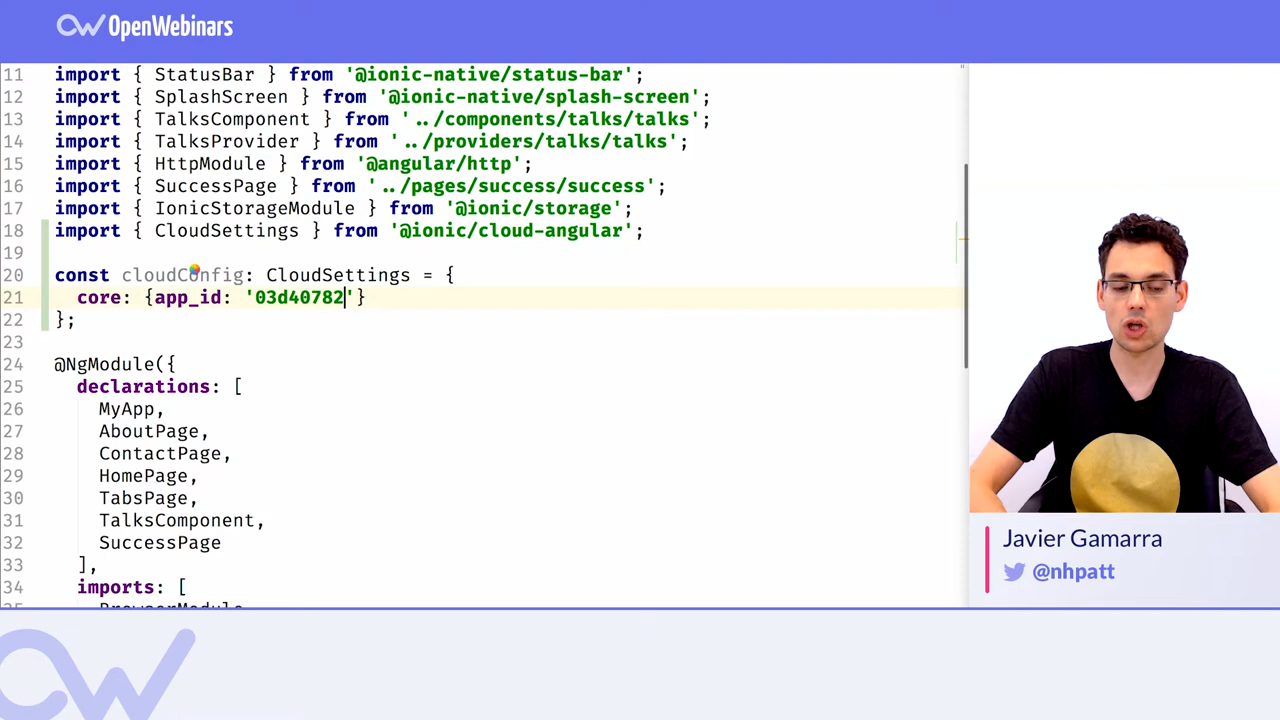 OpenWebinars
11 import { StatusBar } from '@ionic-native/status-bar';
12 import { SplashScreen } from '@ionic-native/splash-screen';
13 import { TalksComponent } from '../components/talks/talks';
14 import { TalksProvider } from '../providers/talks/talks';
15 import { HttpModule } from '@angular/http';
16 import { SuccessPage } from '../pages/success/success';
17 import { IonicStorageModule } from '@ionic/storage';
18 import { CloudSettings } from '@ionic/cloud-angular';
19
20 const cloudConfig: CloudSettings = {
21 core: {app_id: '03d40782'}
22 };
23
24 @NgModule({
25 declarations: [
26 MyApp,
27 AboutPage,
28 ContactPage,
29 HomePage,
30 TabsPage,
31 TalksComponent,
32 SuccessPage
33 ],
34 imports: [
35 BrowserModule
Javier Gamarra
@nhpatt